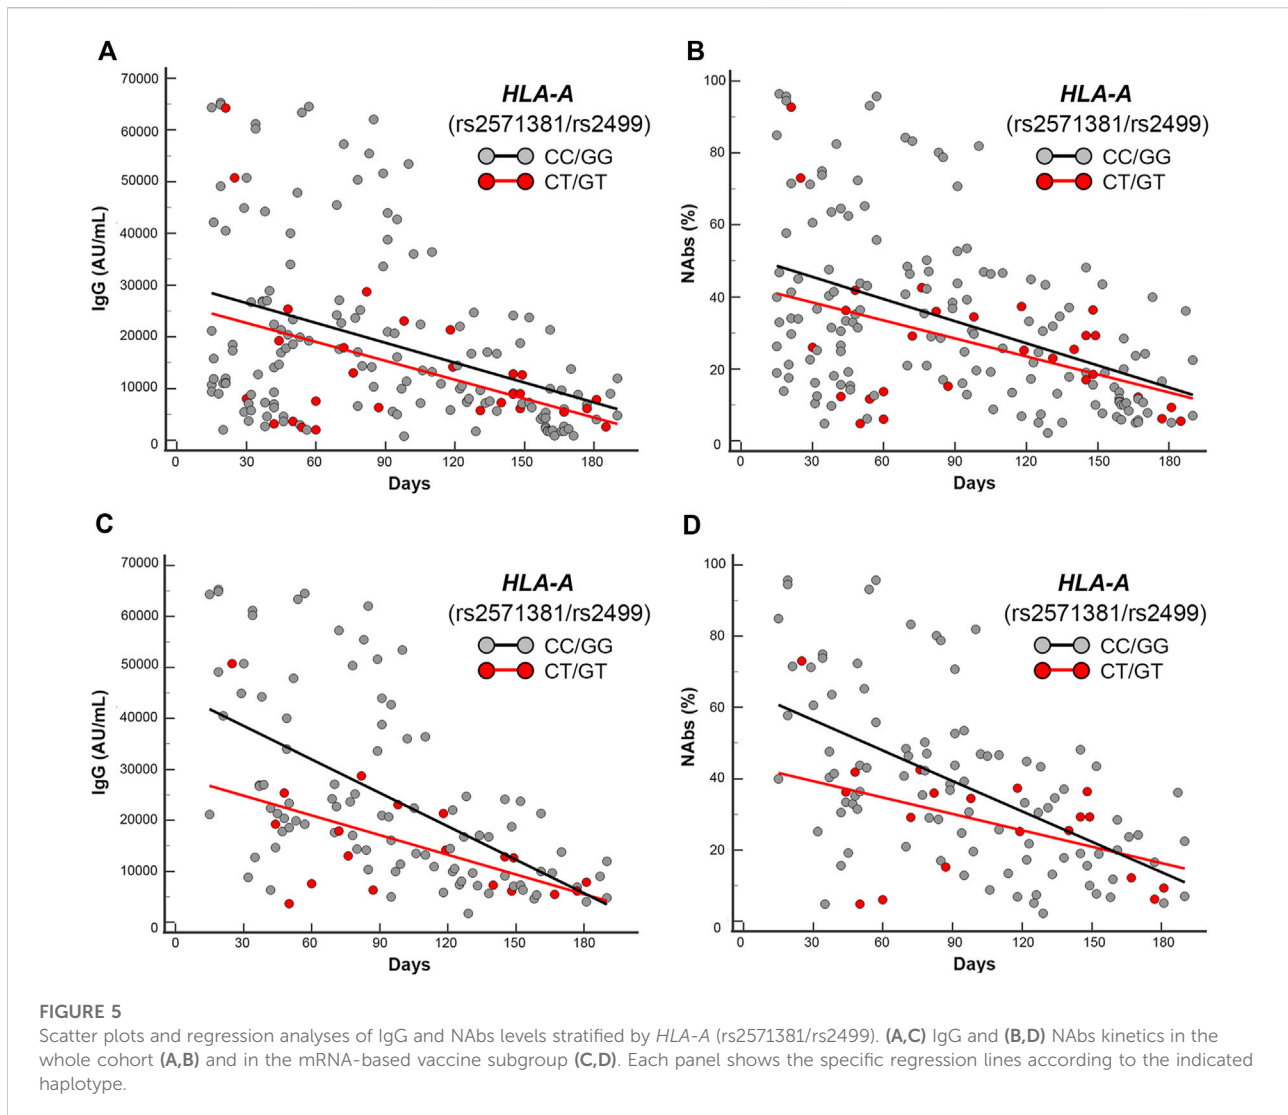 A
70000
60000
50000
40000
30000
20000
10000
0
IgG (AU/mL)
0 30 60 90 120 150 180
Days
HLA-A
(rs2571381/rs2499)
CC/GG
CT/GT
B
100
80
60
40
20
0
NAbs (%)
0 30 60 90 120 150 180
Days
HLA-A
(rs2571381/rs2499)
CC/GG
CT/GT
C
70000
60000
50000
40000
30000
20000
10000
0
IgG (AU/mL)
0 30 60 90 120 150 180
Days
HLA-A
(rs2571381/rs2499)
CC/GG
CT/GT
D
100
80
60
40
20
0
NAbs (%)
0 30 60 90 120 150 180
Days
HLA-A
(rs2571381/rs2499)
CC/GG
CT/GT
FIGURE 5
Scatter plots and regression analyses of IgG and NAbs levels stratified by HLA-A (rs2571381/rs2499). (A,C) IgG and (B,D) NAbs kinetics in the
whole cohort (A,B) and in the mRNA-based vaccine subgroup (C,D). Each panel shows the specific regression lines according to the indicated
haplotype.